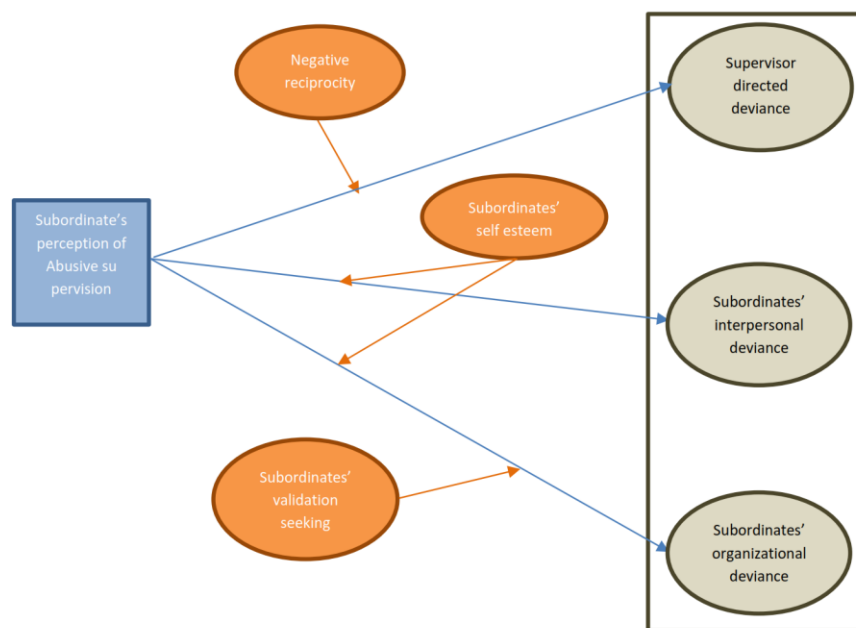 Negative
reciprocity
Supervisor
directed
deviance
Subordinate's
perception of
Abusive su
pervision
Subordinates'
self esteem
Subordinates'
interpersonal
deviance
Subordinates'
validation
seeking
Subordinates'
organizational
deviance